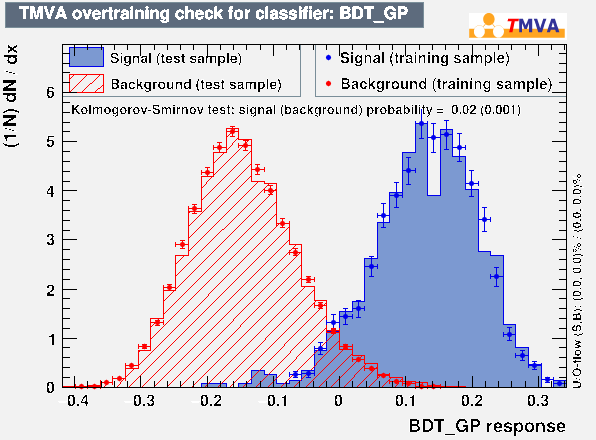 TMVA overtraining check for classifier: BDT_GP
TMVA
Signal (test sample)
Signal (training sample)
Background (test sample)
Background (training sample)
Kolmogorov-Smirnov test: signal (background) probability = 0.02 (0.001)
(1/N) dN / dx
6
5
4
3
2
1
0
-0.4 -0.3 -0.2 -0.1 0 0.1 0.2 0.3
BDT_GP response
U/O-flow (S,B): (0.0, 0.0)% / (0.0, 0.0)%